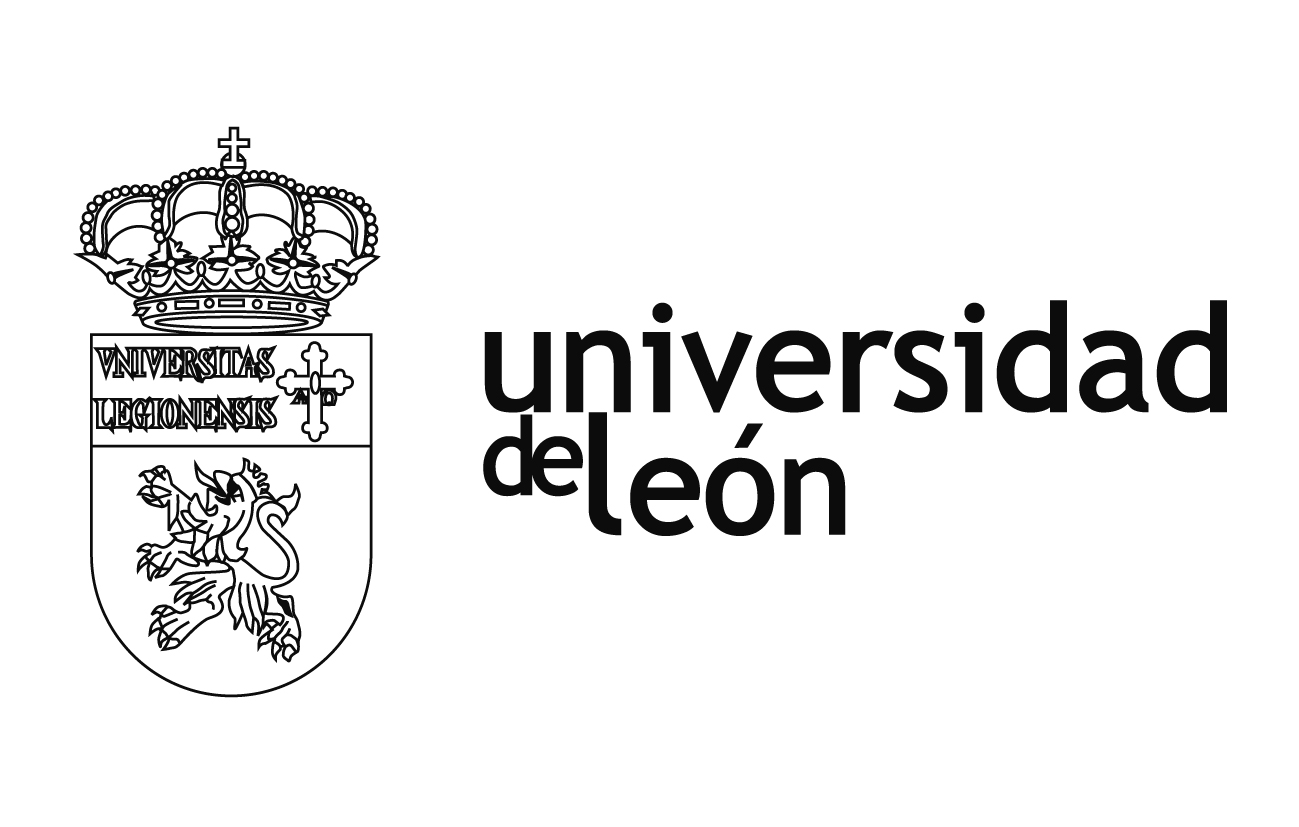 VNIVERSITAS
LEGIONENSIS
A D
universidad
de león